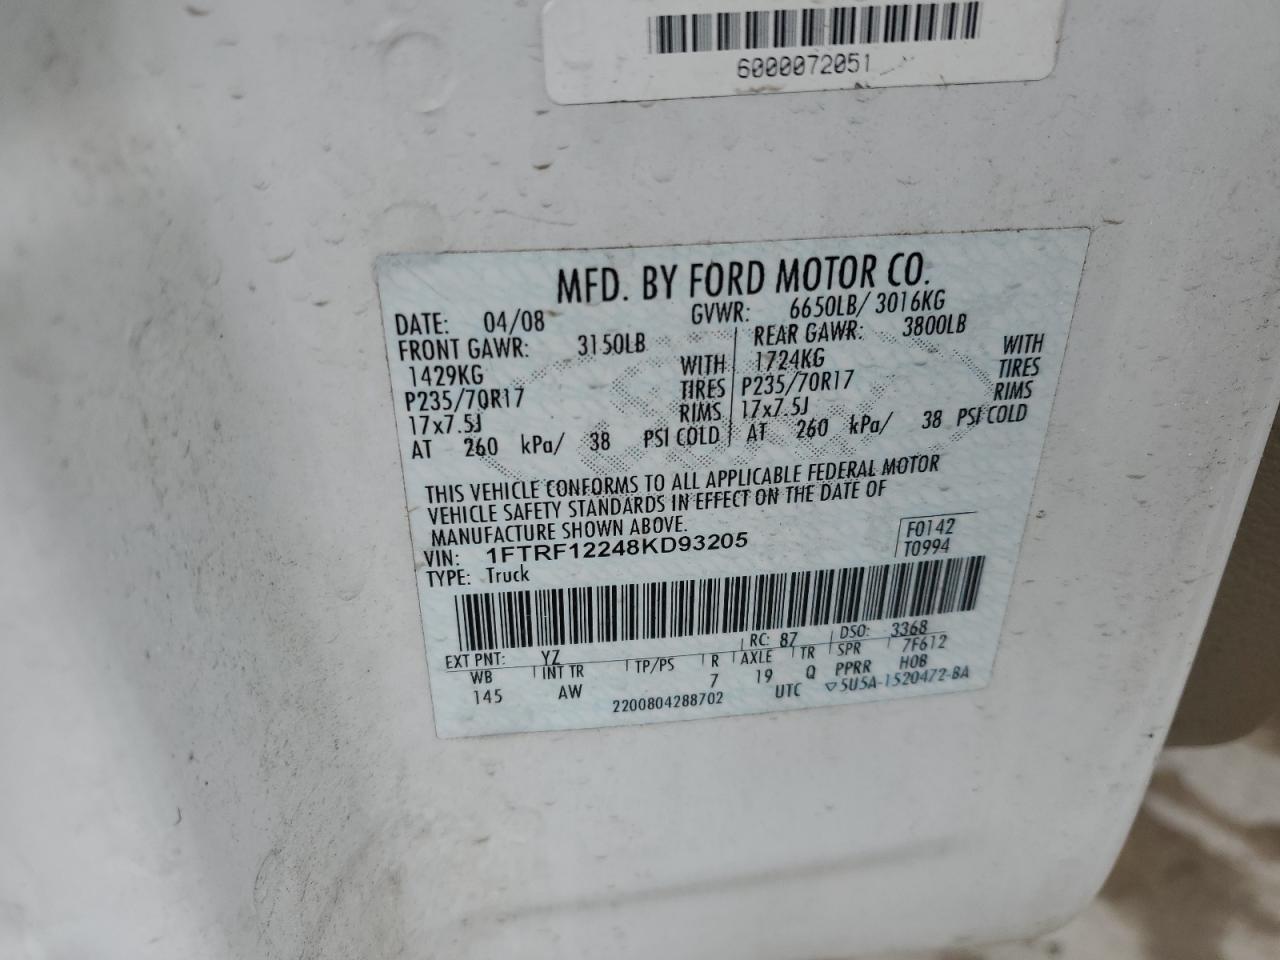 6000072051
MFD. BY FORD MOTOR CO.
DATE: 04/08 GVWR: 6650LB/ 3016KG
FRONT GAWR: 3150LB REAR GAWR: 3800LB
1429KG WITH 1724KG WITH
P235/70R17 TIRES P235/70R17 TIRES
17x7.5J RIMS 17x7.5J RIMS
AT 260 kPa/ 38 PSI COLD AT 260 kPa/ 38 PSI COLD
THIS VEHICLE CONFORMS TO ALL APPLICABLE FEDERAL MOTOR
VEHICLE SAFETY STANDARDS IN EFFECT ON THE DATE OF
MANUFACTURE SHOWN ABOVE.
VIN: 1FTRF12248KD93205 F0142
TYPE: Truck T0994
EXT PNT: YZ RC: 87 DSO: 3368
WB INT TR TP/PS R AXLE TR SPR 7F612
145 AW 7 19 Q PPRR H0B
2200804288702 UTC ▽5U5A-1520472-BA